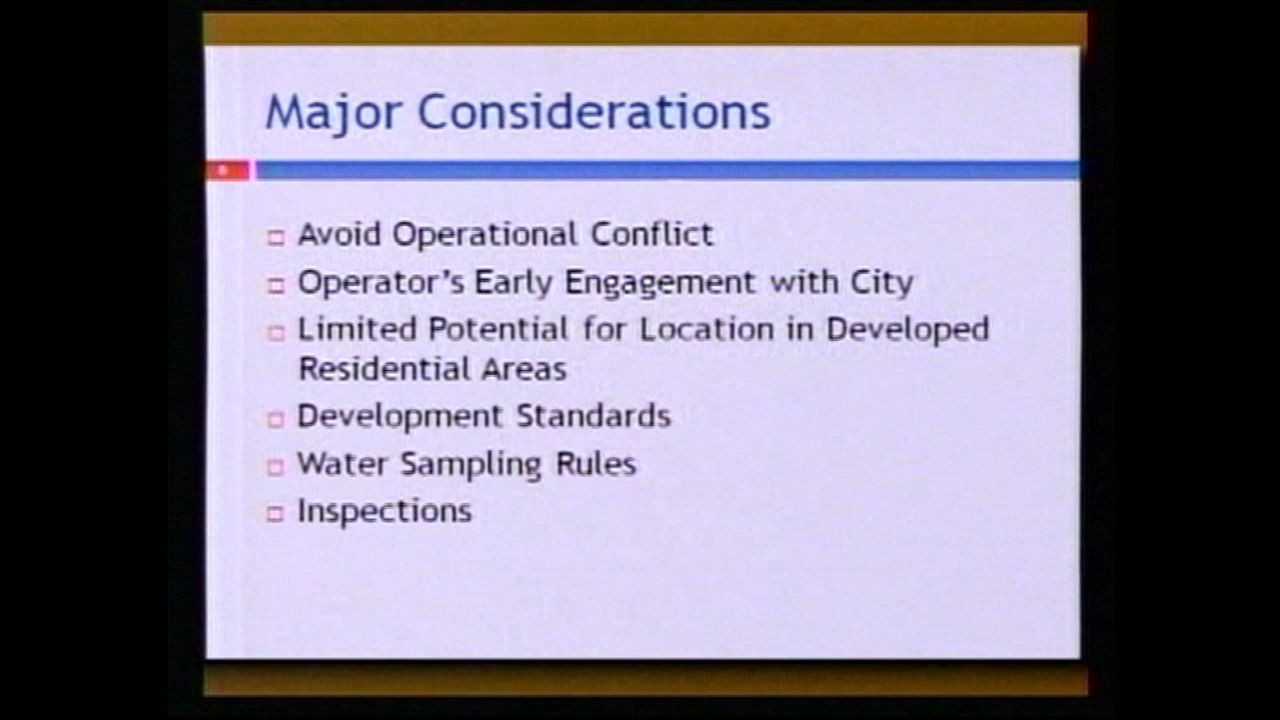 Major Considerations
Avoid Operational Conflict
Operator's Early Engagement with City
Limited Potential for Location in Developed
Residential Areas
Development Standards
Water Sampling Rules
Inspections